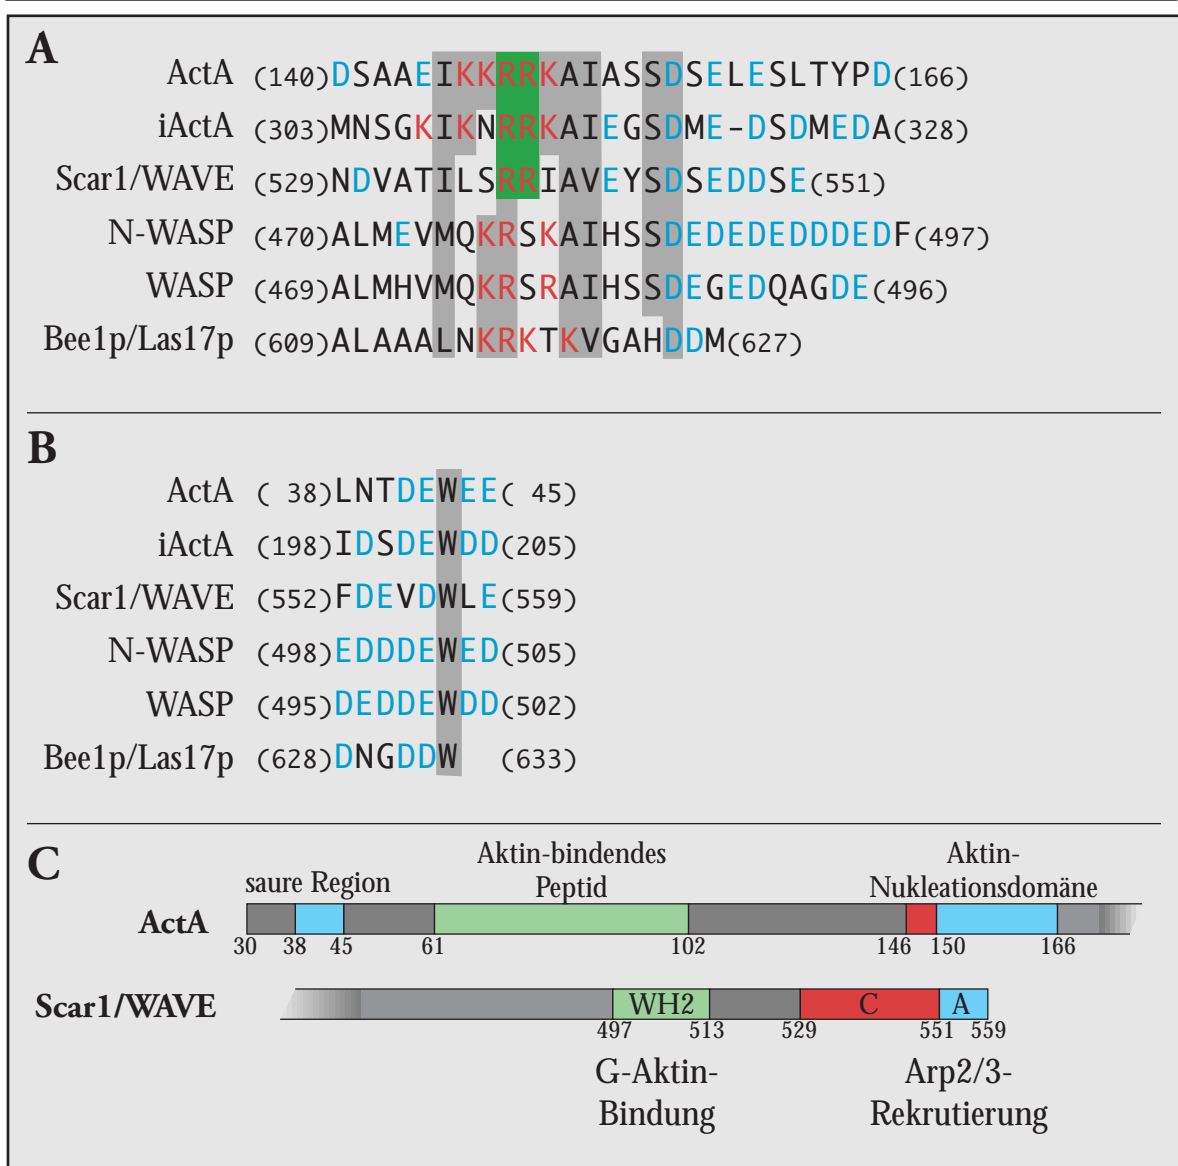 A
ActA (140)DSAAEIKKRRKAIASSDSELESLTYPD(166)
iActA (303)MNSGKIKNRRKAIEGSDME-DSDMEDA(328)
Scar1/WAVE (529)NDVATILSRRIAVEYSDSEDDSE(551)
N-WASP (470)ALMEVMQKRSKAIHSSDEDEDEDDDEDF(497)
WASP (469)ALMHVMQKRSRAIHSSDEGEDQAGDE(496)
Bee1p/Las17p (609)ALAAALNKRKTKVGAHDDM(627)
B
ActA ( 38)LNTDEWEE( 45)
iActA (198)IDSDEWDD(205)
Scar1/WAVE (552)FDEVDWLE(559)
N-WASP (498)EDDDEWED(505)
WASP (495)DEDDEWDD(502)
Bee1p/Las17p (628)DNGDDW (633)
C
Aktin-bindendes Aktin-
saure Region Peptid Nukleationsdomäne
ActA
30 38 45 61 102 146 150 166
Scar1/WAVE WH2 C A
497 513 529 551 559
G-Aktin- Arp2/3-
Bindung Rekrutierung